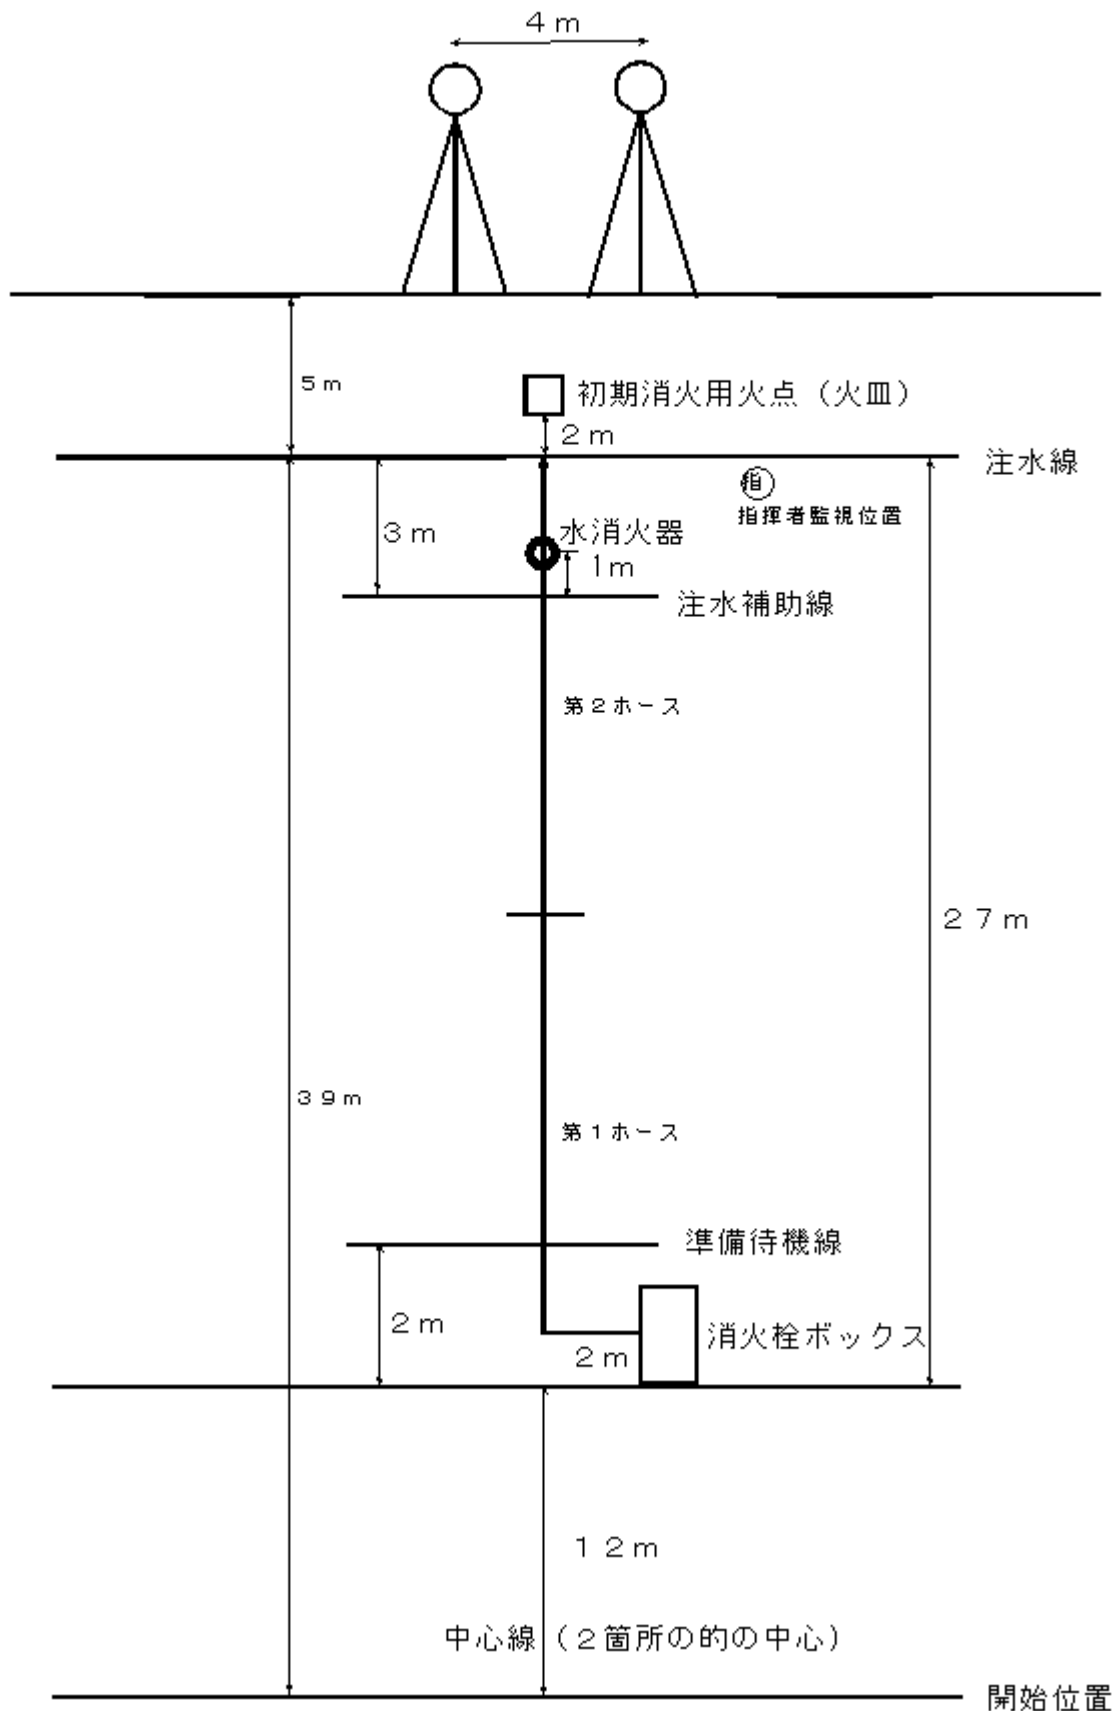 4m
5m
初期消火用火点(火皿)
2m
注水線
指
指揮者監視位置
3m
水消火器
1m
注水補助線
第2ホース
27m
39m
第1ホース
準備待機線
2m
消火栓ボックス
2m
12m
中心線(2箇所の的の中心)
開始位置